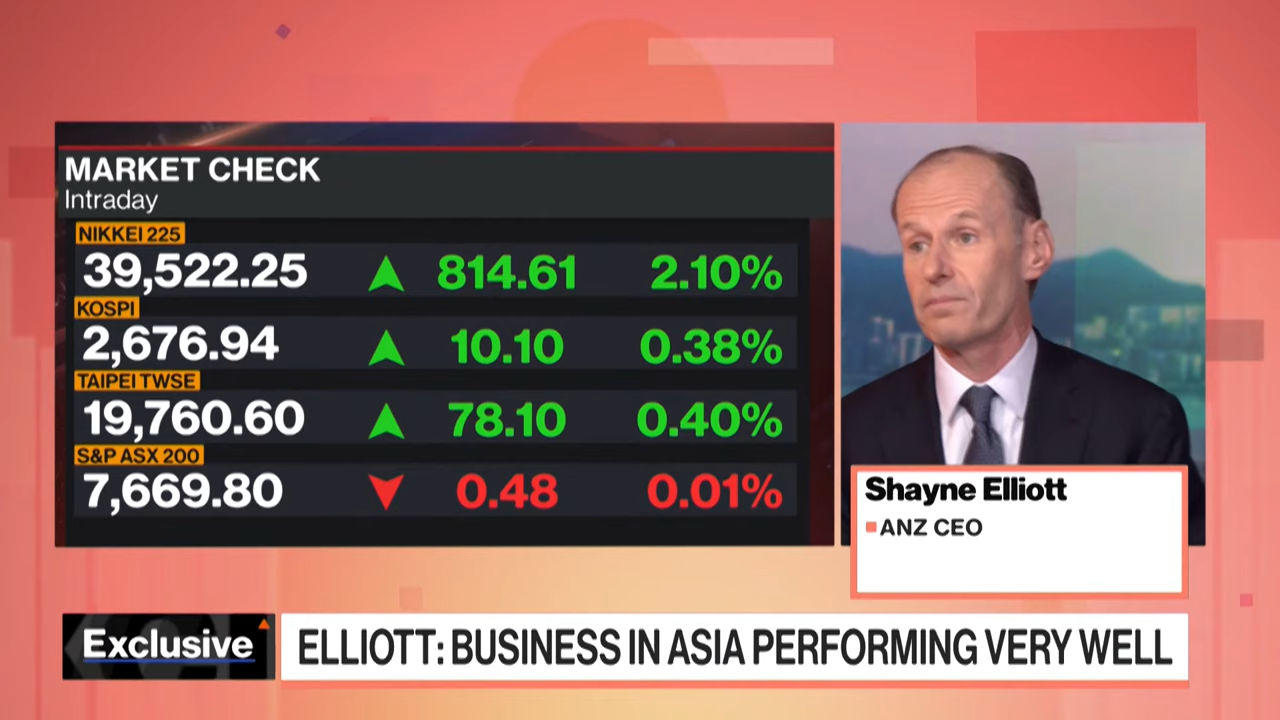 MARKET CHECK
Intraday
NIKKEI 225
39,522.25 ▲ 814.61 2.10%
KOSPI
2,676.94 ▲ 10.10 0.38%
TAIPEI TWSE
19,760.60 ▲ 78.10 0.40%
S&P ASX 200
7,669.80 ▼ 0.48 0.01%
Shayne Elliott
ANZ CEO
Exclusive
ELLIOTT: BUSINESS IN ASIA PERFORMING VERY WELL